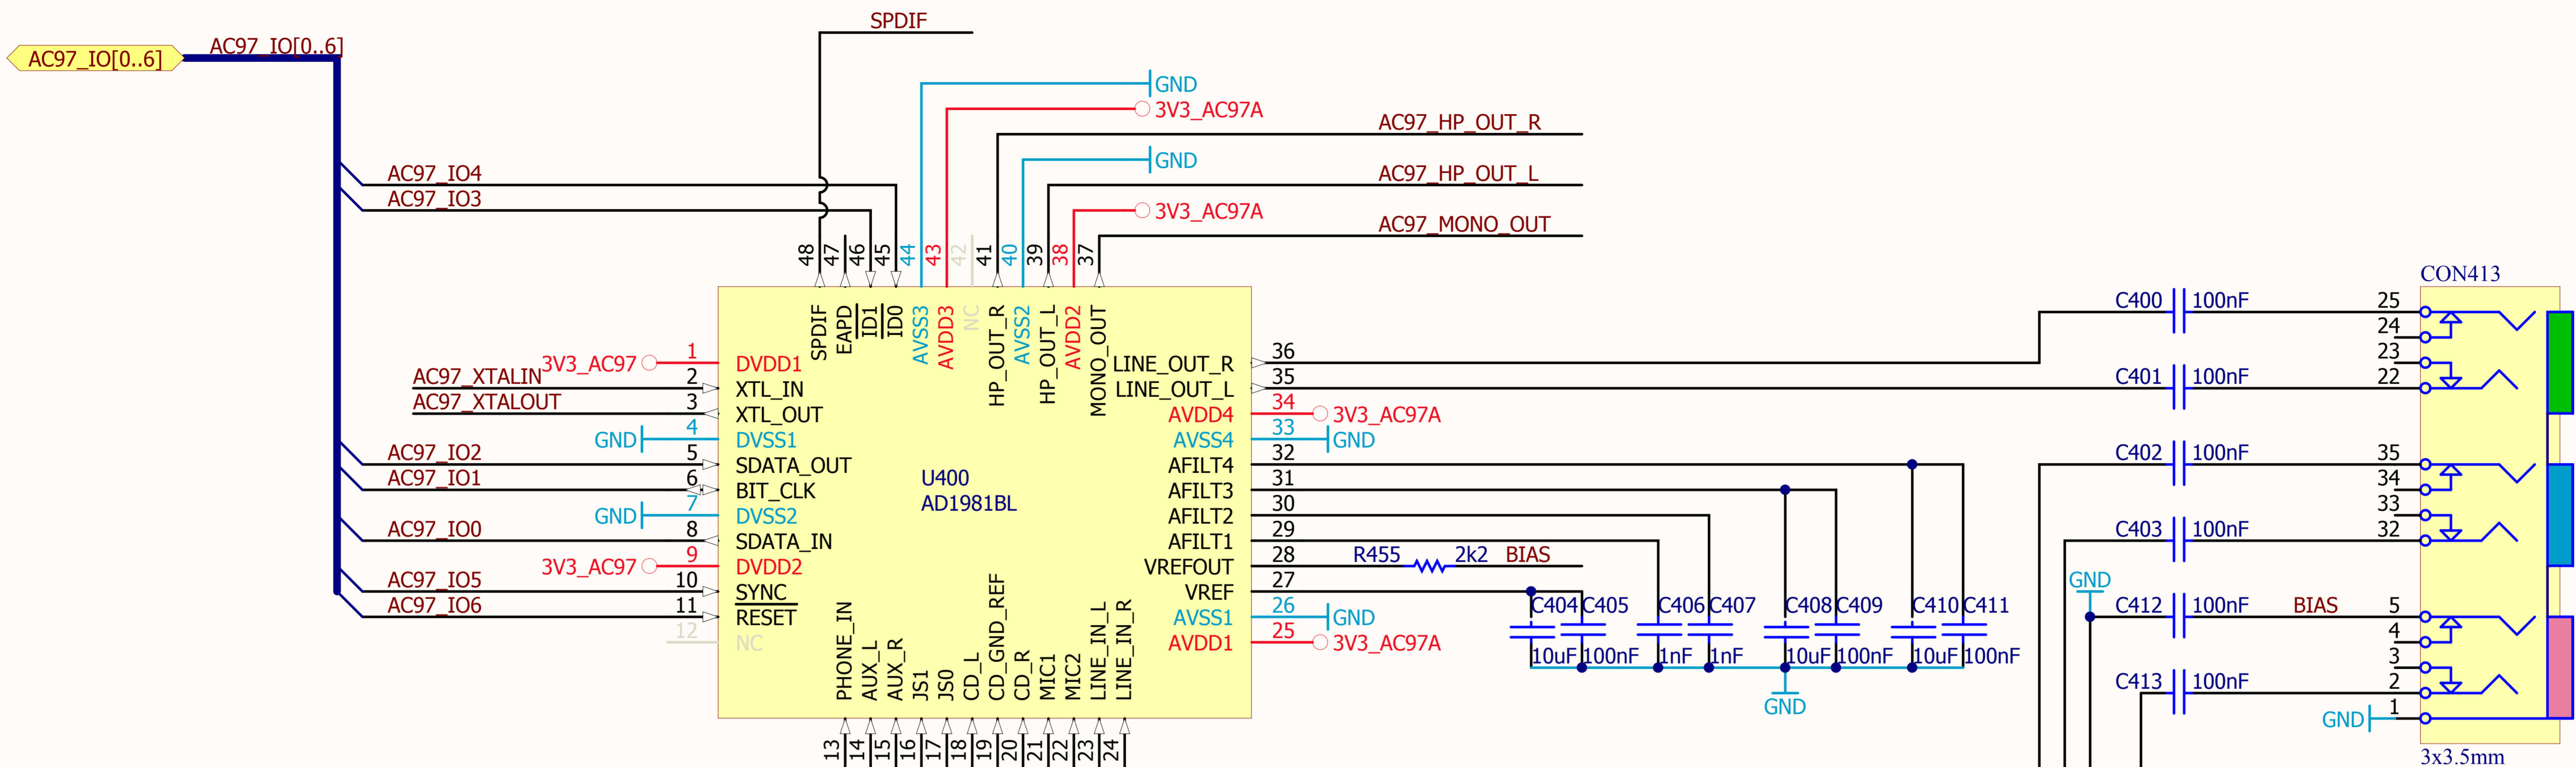 SPDIF
AC97_IO[0..6]
AC97_IO[0..6]
GND
3V3_AC97A
AC97_HP_OUT_R
GND
AC97_IO4
AC97_HP_OUT_L
AC97_IO3
3V3_AC97A
AC97_MONO_OUT
48 47 46 45 44 43 42 41 40 39 38 37
SPDIF EAPD ID1 ID0 AVSS3 AVDD3 NC HP_OUT_R AVSS2 HP_OUT_L AVDD2 MONO_OUT
3V3_AC97 1 DVDD1
AC97_XTALIN 2 XTL_IN
AC97_XTALOUT 3 XTL_OUT
GND 4 DVSS1
AC97_IO2 5 SDATA_OUT
AC97_IO1 6 BIT_CLK
GND 7 DVSS2
AC97_IO0 8 SDATA_IN
3V3_AC97 9 DVDD2
AC97_IO5 10 SYNC
AC97_IO6 11 RESET
12 NC
U400
AD1981BL
LINE_OUT_R 36
LINE_OUT_L 35
AVDD4 34 3V3_AC97A
AVSS4 33 GND
AFILT4 32
AFILT3 31
AFILT2 30
AFILT1 29
VREFOUT 28 R455 2k2 BIAS
VREF 27
AVSS1 26 GND
AVDD1 25 3V3_AC97A
PHONE_IN AUX_L AUX_R JS1 JS0 CD_L CD_GND_REF CD_R MIC1 MIC2 LINE_IN_L LINE_IN_R
13 14 15 16 17 18 19 20 21 22 23 24
C404 C405 C406 C407 C408 C409 C410 C411
10uF 100nF 1nF 1nF 10uF 100nF 10uF 100nF
GND
CON413
C400 100nF 25
24
23
C401 100nF 22
C402 100nF 35
34
33
C403 100nF 32
GND
C412 100nF BIAS 5
4
3
C413 100nF 2
GND 1
3x3.5mm